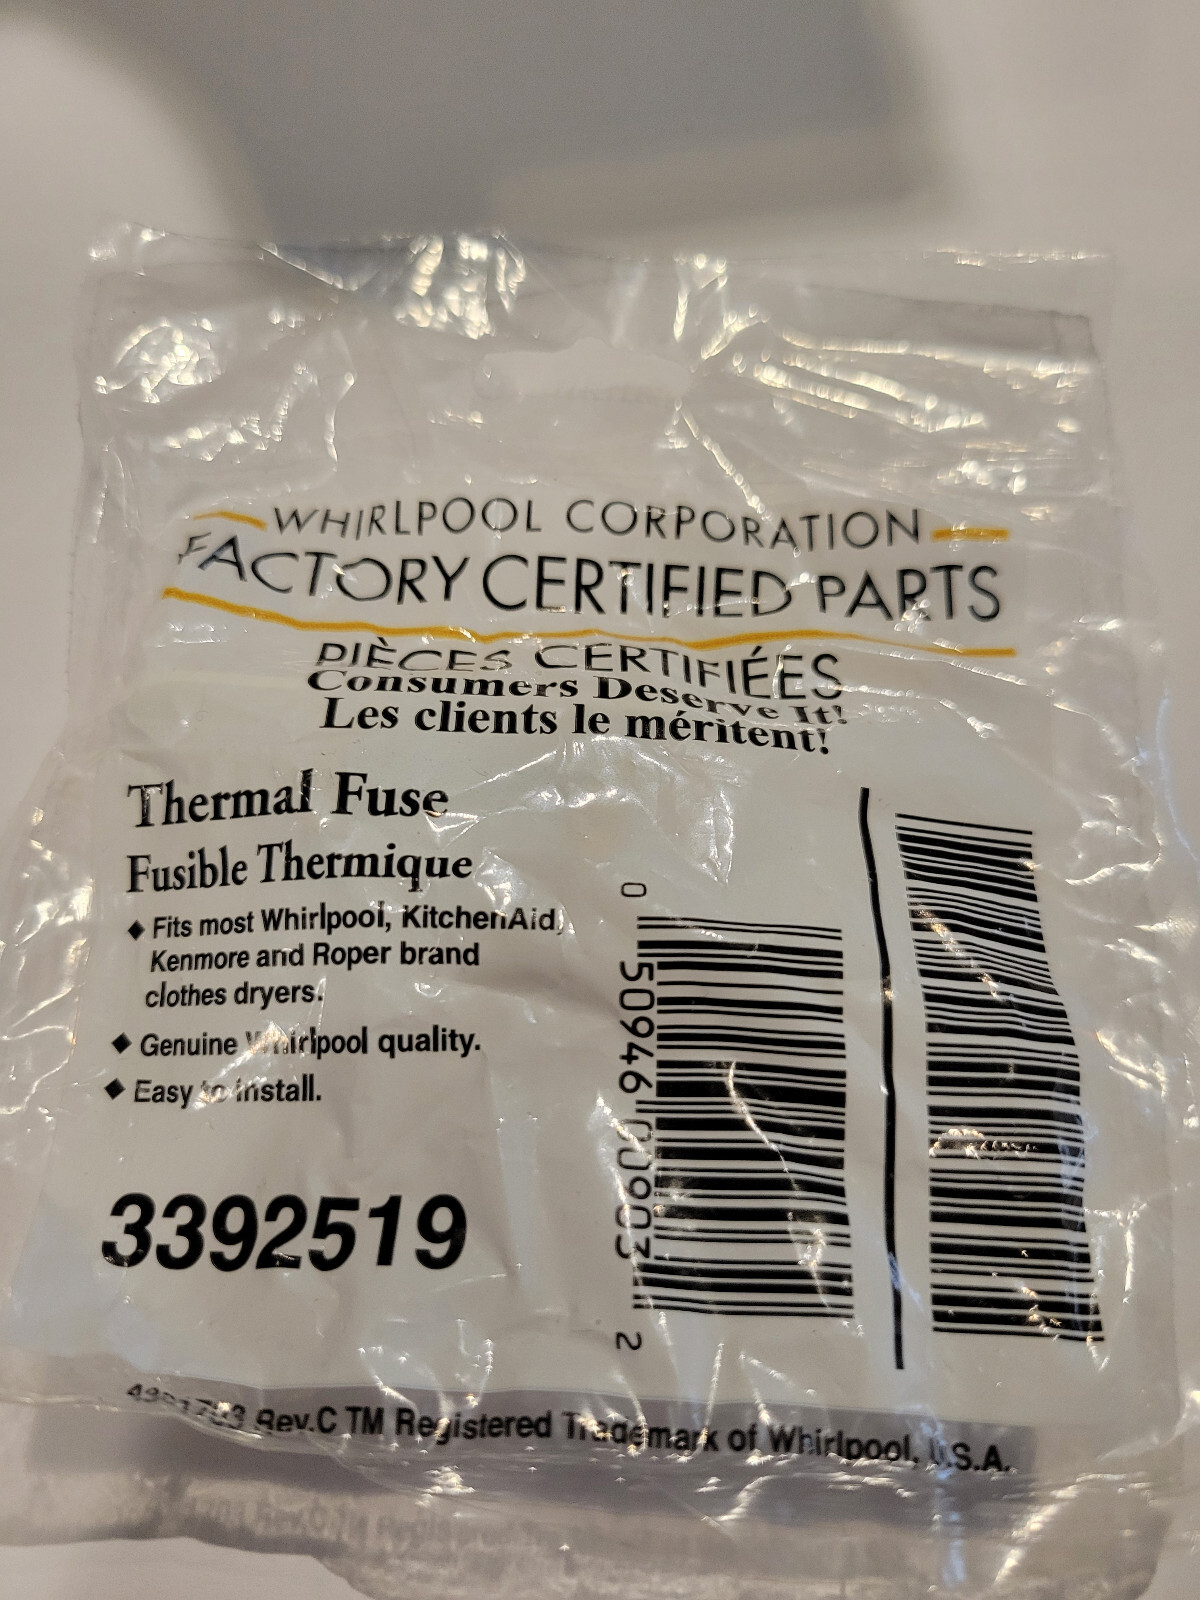 WHIRLPOOL CORPORATION
FACTORY CERTIFIED PARTS
PIÈCES CERTIFIÉES
Consumers Deserve It!
Les clients le méritent!
Thermal Fuse
Fusible Thermique
♦ Fits most Whirlpool, KitchenAid,
Kenmore and Roper brand
clothes dryers.
♦ Genuine Whirlpool quality.
♦ Easy to install.
3392519
0 50946 00903 2
Rev.C TM Registered Trademark of Whirlpool, U.S.A.